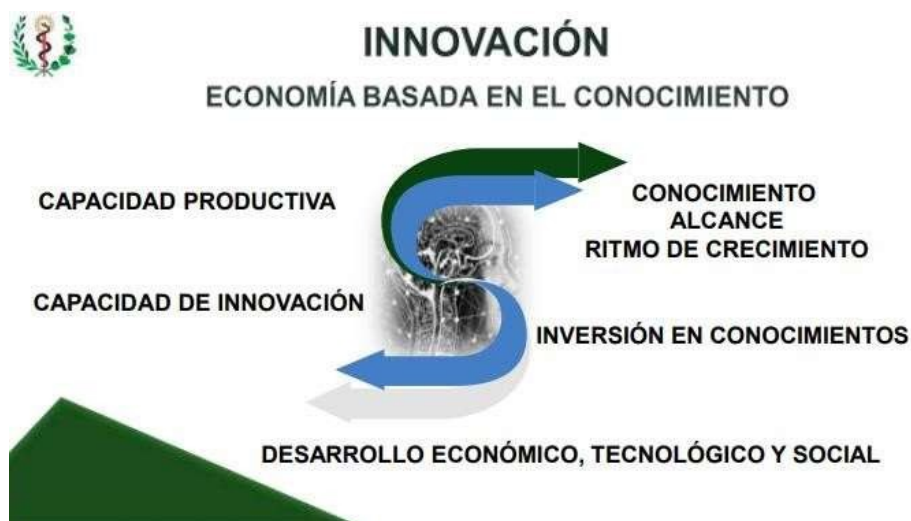 INNOVACIÓN
ECONOMÍA BASADA EN EL CONOCIMIENTO
CAPACIDAD PRODUCTIVA
CONOCIMIENTO
ALCANCE
RITMO DE CRECIMIENTO
CAPACIDAD DE INNOVACIÓN
INVERSIÓN EN CONOCIMIENTOS
DESARROLLO ECONÓMICO, TECNOLÓGICO Y SOCIAL